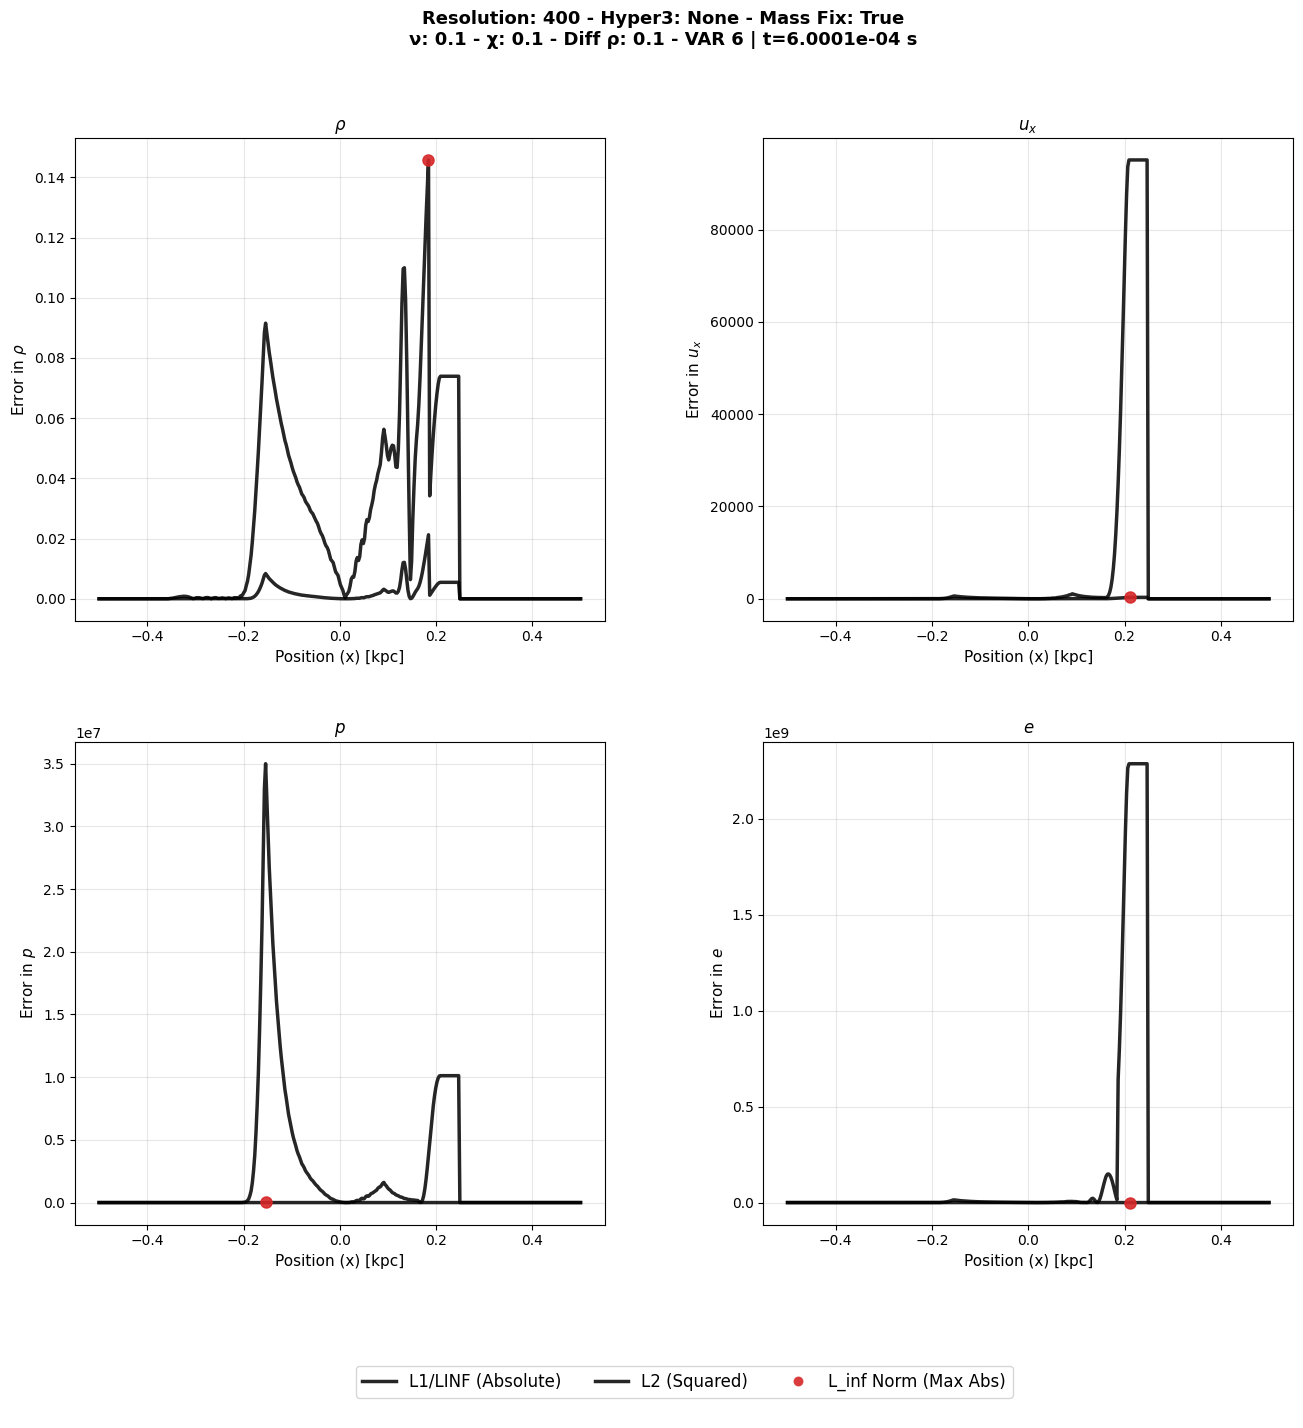 Resolution: 400 - Hyper3: None - Mass Fix: True
ν: 0.1 - χ: 0.1 - Diff ρ: 0.1 - VAR 6 | t=6.0001e-04 s
ρ
0.14
0.12
0.10
0.08
0.06
0.04
0.02
0.00
Error in ρ
−0.4 −0.2 0.0 0.2 0.4
Position (x) [kpc]
u_x
80000
60000
40000
20000
0
Error in u_x
−0.4 −0.2 0.0 0.2 0.4
Position (x) [kpc]
p
1e7
3.5
3.0
2.5
2.0
1.5
1.0
0.5
0.0
Error in p
−0.4 −0.2 0.0 0.2 0.4
Position (x) [kpc]
e
1e9
2.0
1.5
1.0
0.5
0.0
Error in e
−0.4 −0.2 0.0 0.2 0.4
Position (x) [kpc]
L1/LINF (Absolute) L2 (Squared) L_inf Norm (Max Abs)